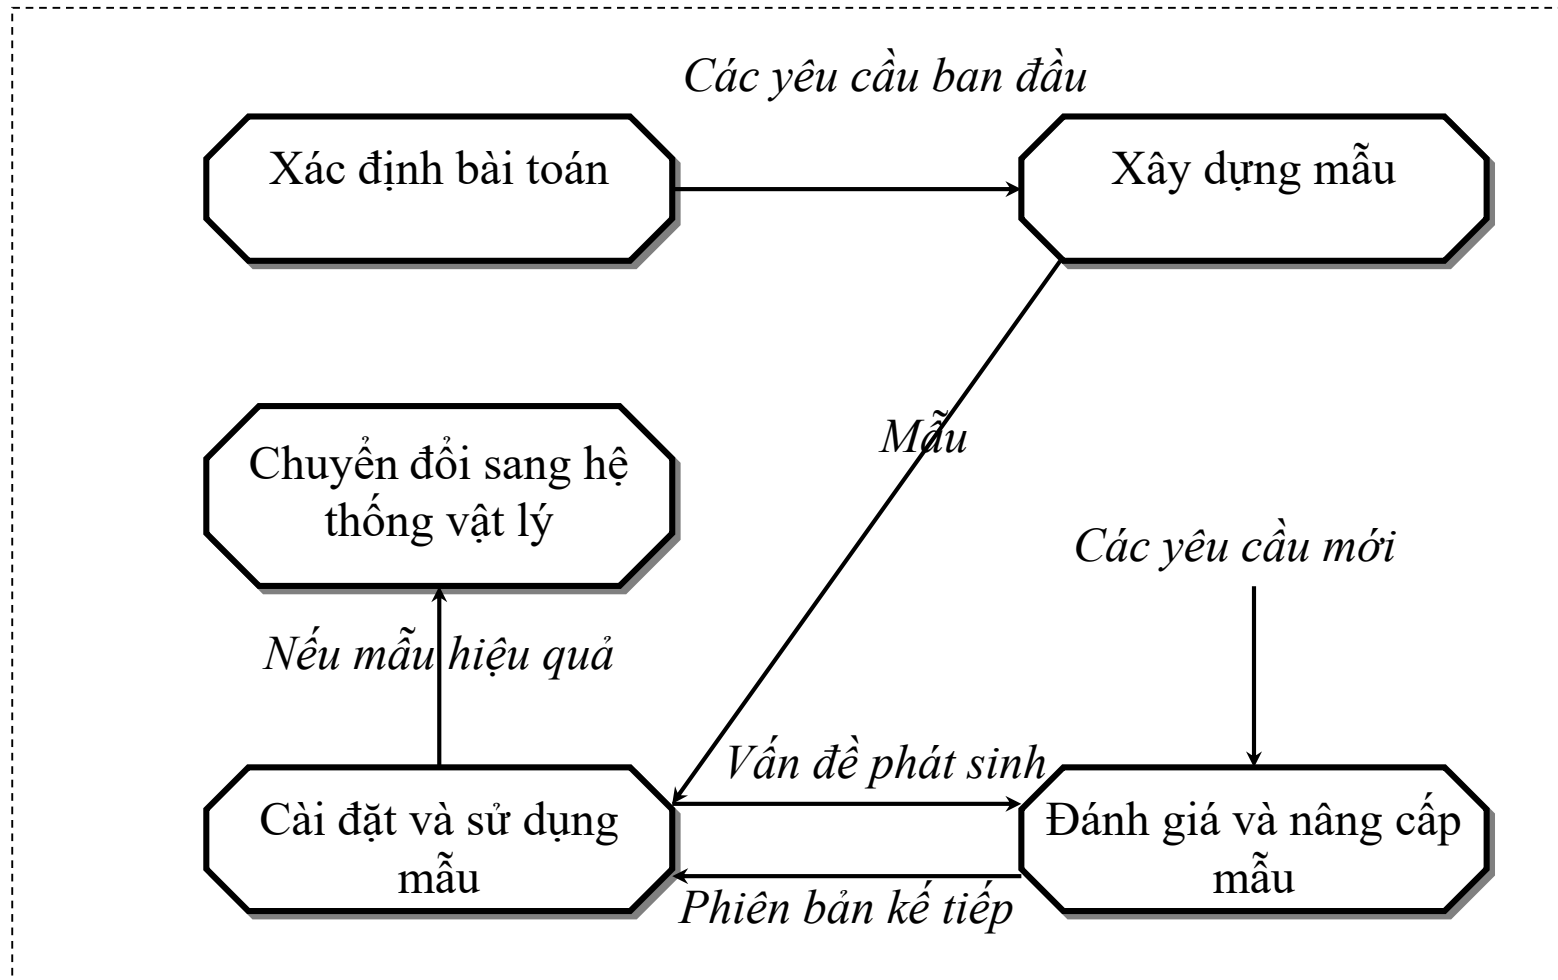 Các yêu cầu ban đầu
Xác định bài toán
Xây dựng mẫu
Mẫu
Chuyển đổi sang hệ
thống vật lý
Các yêu cầu mới
Nếu mẫu hiệu quả
Vấn đề phát sinh
Cài đặt và sử dụng
mẫu
Đánh giá và nâng cấp
mẫu
Phiên bản kế tiếp